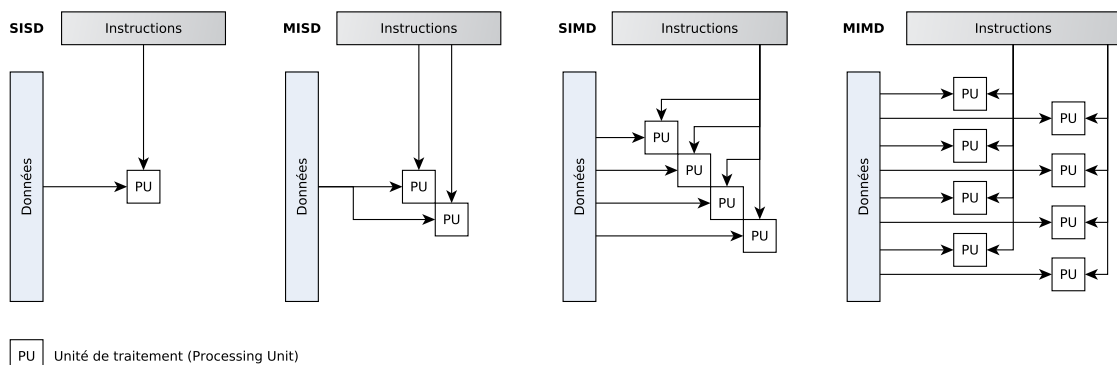 SISD Instructions
Données
PU
MISD Instructions
Données
PU
PU
SIMD Instructions
Données
PU
PU
PU
PU
MIMD Instructions
Données
PU
PU
PU
PU
PU
PU
PU
PU
PU Unité de traitement (Processing Unit)